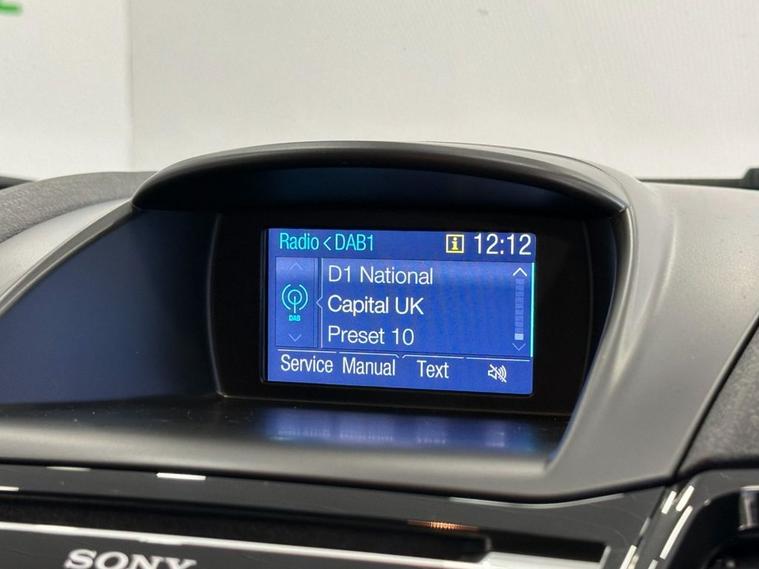 Radio < DAB1 i 12:12
D1 National
DAB
Capital UK
Preset 10
Service Manual Text
SONY